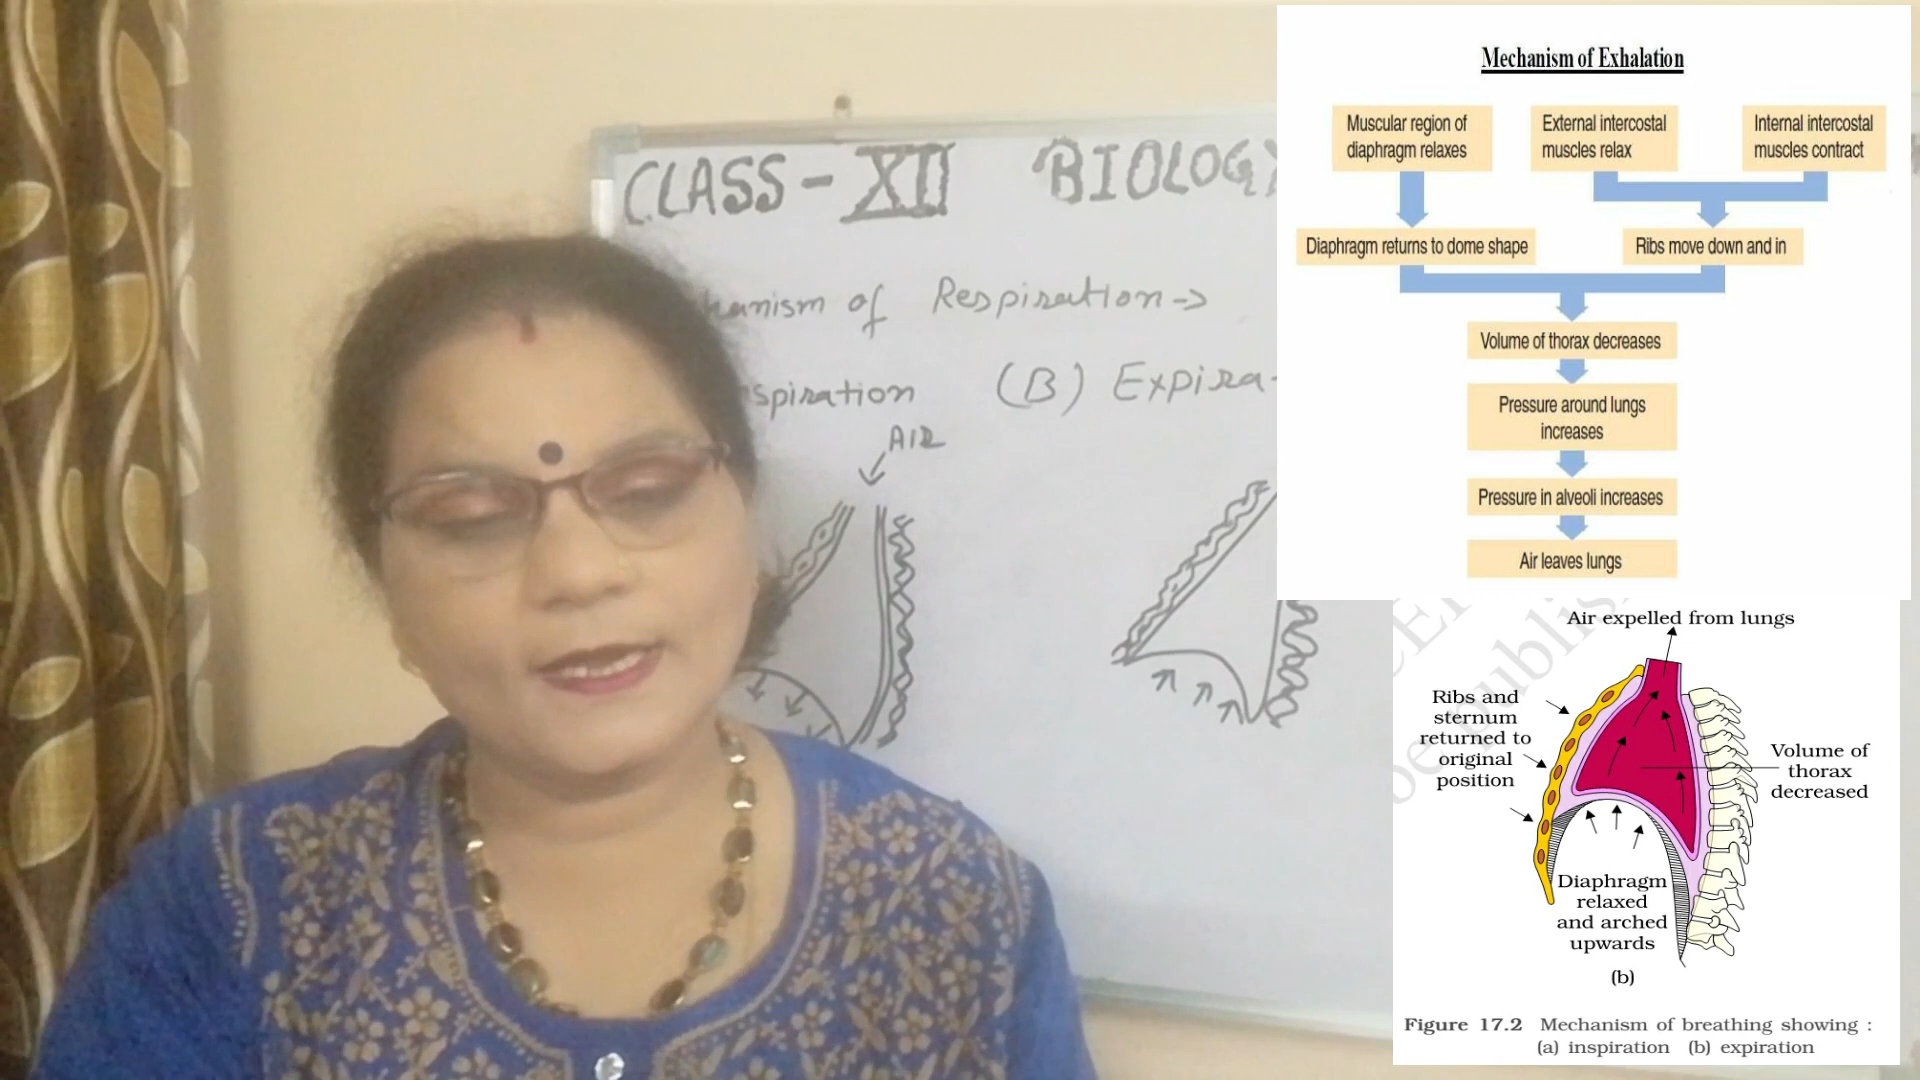 CLASS - XII BIOLOGY
of Respiration->
(B) Expira-
AIR
Mechanism of Exhalation
Muscular region of
diaphragm relaxes
External intercostal
muscles relax
Internal intercostal
muscles contract
Diaphragm returns to dome shape
Ribs move down and in
Volume of thorax decreases
Pressure around lungs
increases
Pressure in alveoli increases
Air leaves lungs
Air expelled from lungs
Ribs and
sternum
returned to
original
position
Volume of
thorax
decreased
Diaphragm
relaxed
and arched
upwards
(b)
Figure 17.2 Mechanism of breathing showing :
(a) inspiration (b) expiration